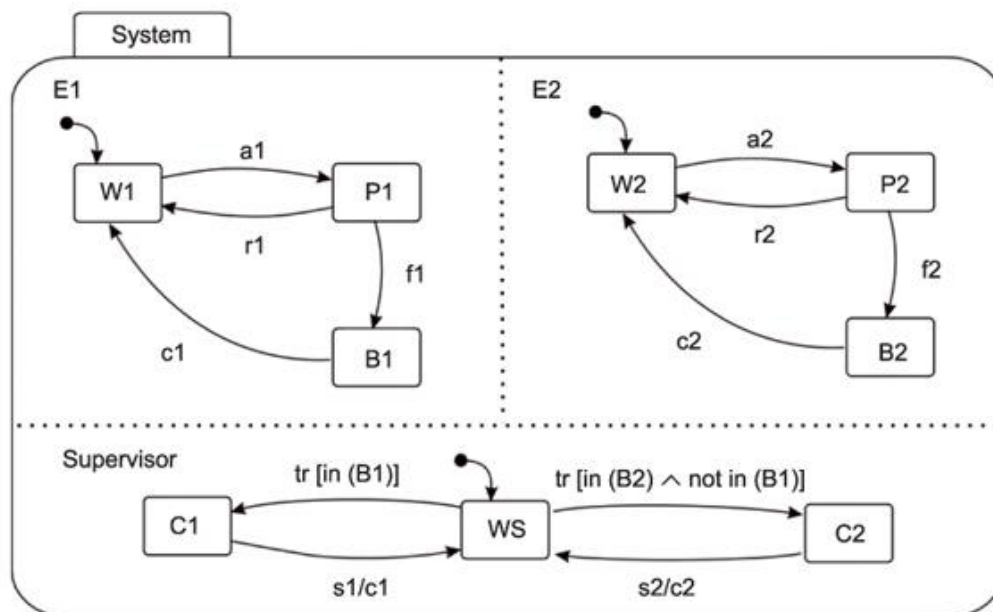 System
E1
E2
a1
a2
W1
P1
W2
P2
r1
r2
f1
f2
c1
B1
c2
B2
Supervisor
tr [in (B1)]
tr [in (B2) ∧ not in (B1)]
C1
WS
C2
s1/c1
s2/c2